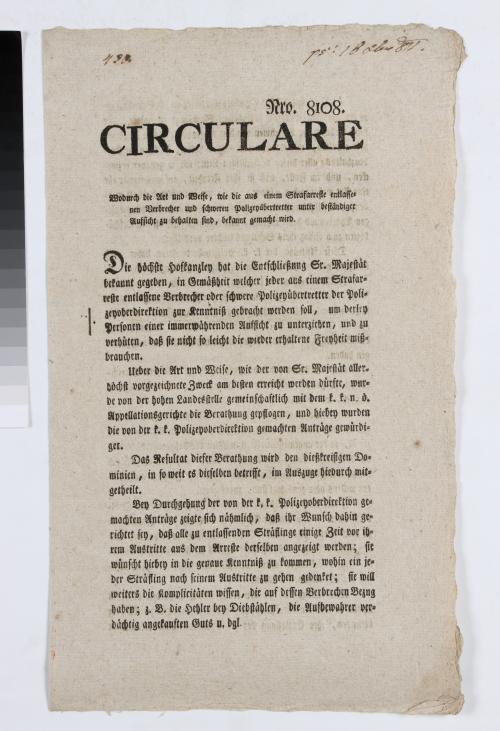 433.
Nro. 8108.
CIRCULARE
Wodurch die Art und Weise, wie die aus einem Strafarreste entlasse-
nen Verbrecher und schweren Polizeyübertretter unter beständiger
Aufsicht zu behalten sind, bekannt gemacht wird.
Die höchste Hofkanzley hat die Entschließung Sr. Majestät
bekannt gegeben, in Gemäßheit welcher jeder aus einem Strafar-
reste entlassene Verbrecher oder schwere Polizeyübertretter der Poli-
zeyoberdirektion zur Kenntniß gebracht werden soll, um derley
Personen einer immerwährenden Aufsicht zu unterziehen, und zu
verhüten, daß sie nicht so leicht die wieder erhaltene Freyheit miß-
brauchen.
Ueber die Art und Weise, wie der von Sr. Majestät aller-
höchst vorgezeichnete Zweck am besten erreicht werden dürfte, wur-
de von der hohen Landesstelle gemeinschaftlich mit dem k. k. n. ö.
Appellationsgerichte die Berathung gepflogen, und hiebey wurden
die von der k. k. Polizeyoberdirektion gemachten Anträge gewürdi-
get.
Das Resultat dieser Berathung wird den dießkreisigen Do-
minien, in so weit es dieselben betrifft, im Auszuge hiedurch mit-
getheilt.
Bey Durchgehung der von der k. k. Polizeyoberdirektion ge-
machten Anträge zeigte sich nähmlich, daß ihr Wunsch dahin ge-
richtet sey, daß alle zu entlassenden Sträflinge einige Zeit vor ih-
rem Austritte aus dem Arreste derselben angezeigt werden; sie
wünscht hiebey in die genaue Kenntniß zu kommen, wohin ein je-
der Sträfling nach seinem Austritte zu gehen gedenket; sie will
weiters die Komplicitäten wissen, die auf dessen Verbrechen Bezug
haben; z. B. die Hehler bey Diebstählen, die Aufbewahrer ver-
dächtig angekauften Guts u. dgl.